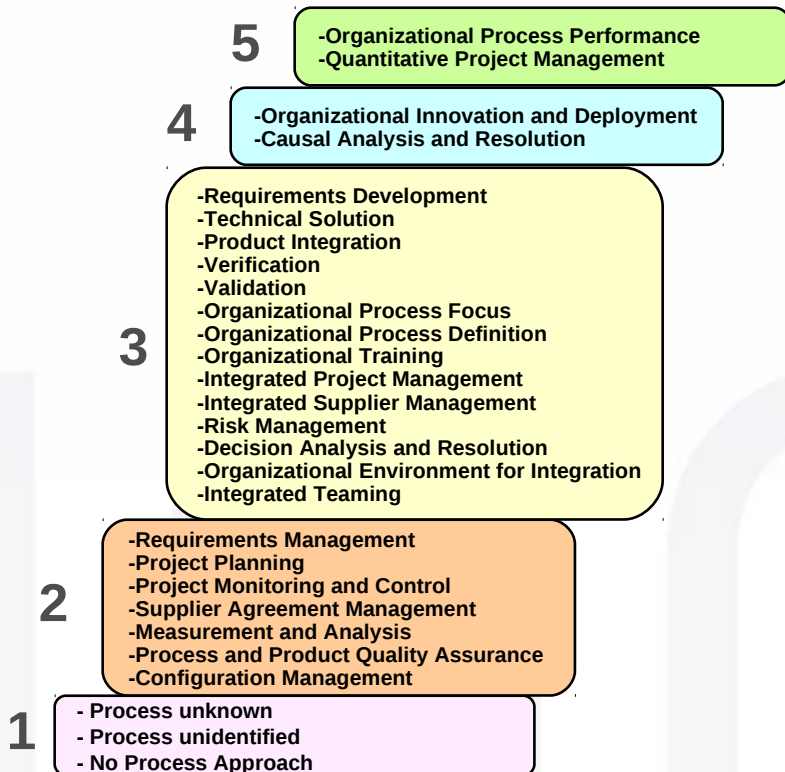 5
-Organizational Process Performance
-Quantitative Project Management
4
-Organizational Innovation and Deployment
-Causal Analysis and Resolution
3
-Requirements Development
-Technical Solution
-Product Integration
-Verification
-Validation
-Organizational Process Focus
-Organizational Process Definition
-Organizational Training
-Integrated Project Management
-Integrated Supplier Management
-Risk Management
-Decision Analysis and Resolution
-Organizational Environment for Integration
-Integrated Teaming
2
-Requirements Management
-Project Planning
-Project Monitoring and Control
-Supplier Agreement Management
-Measurement and Analysis
-Process and Product Quality Assurance
-Configuration Management
1
- Process unknown
- Process unidentified
- No Process Approach